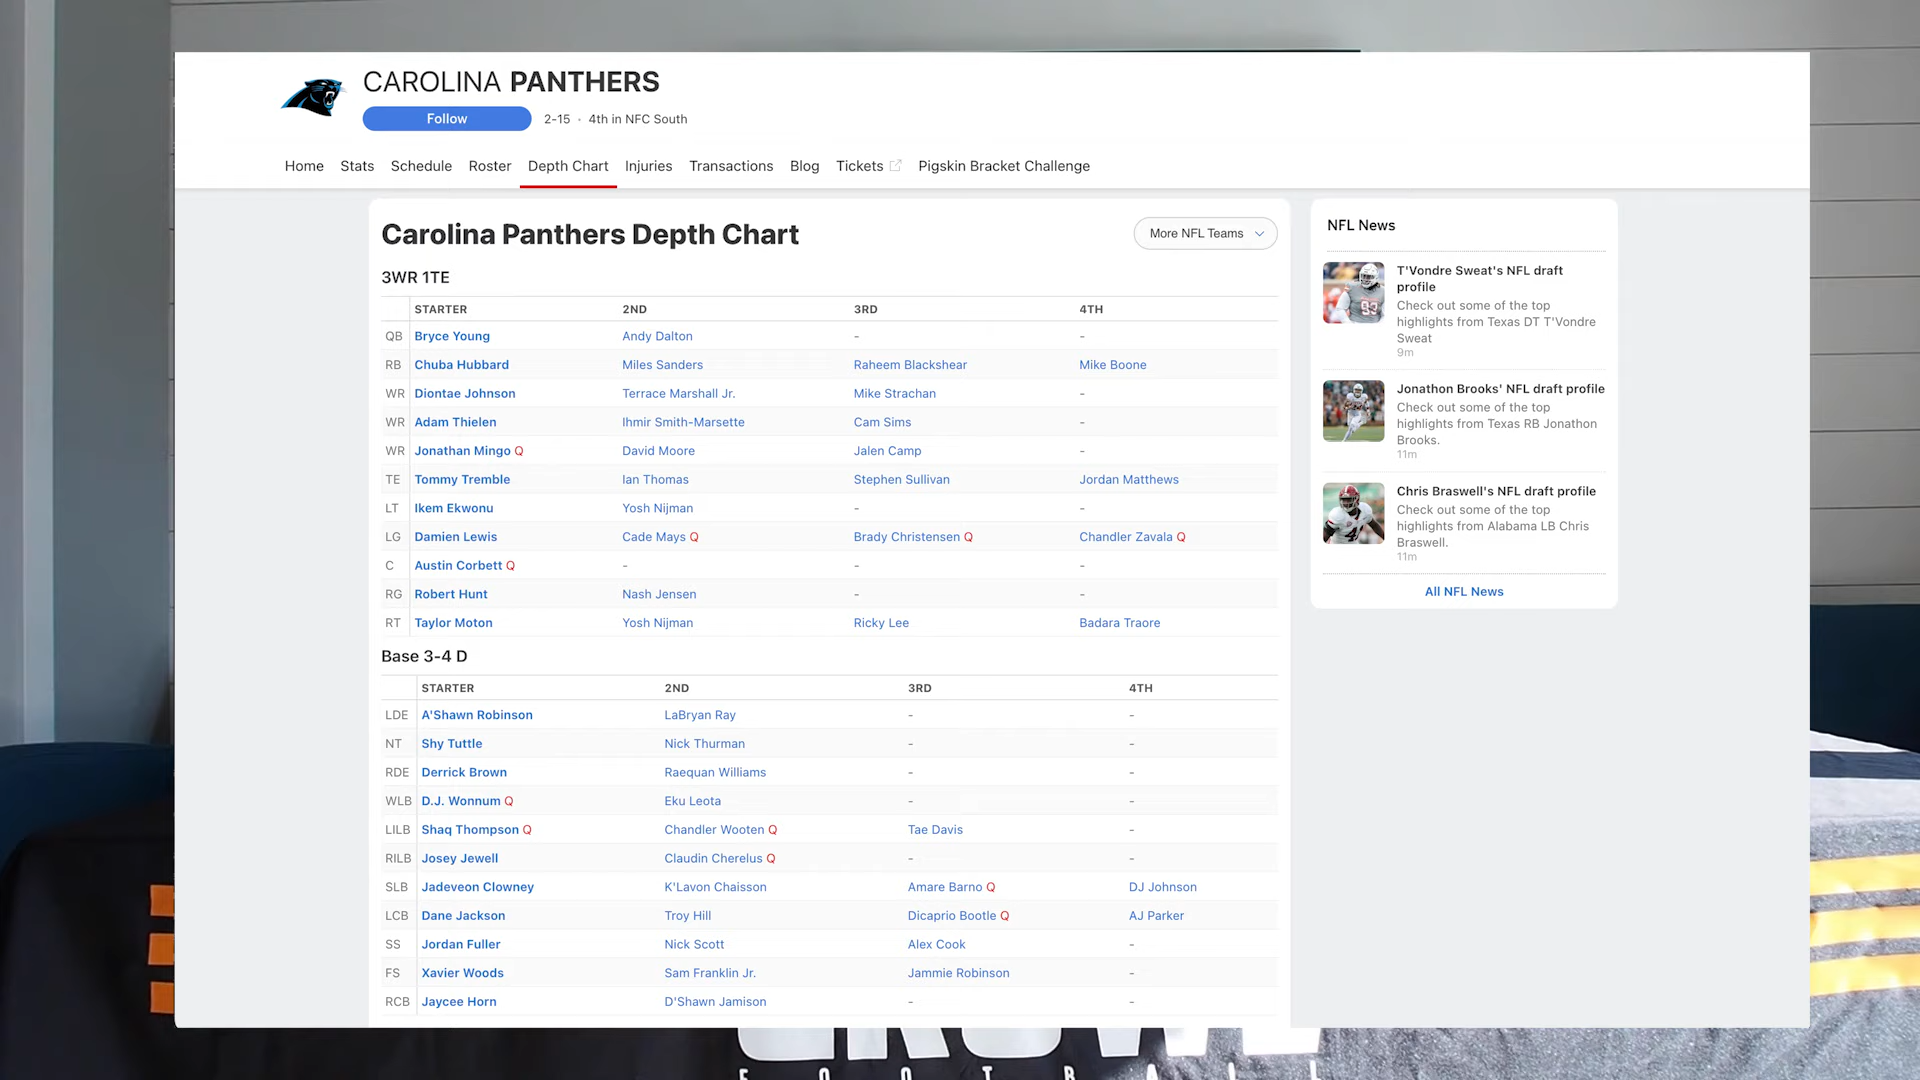 CAROLINA PANTHERS
Follow 2-15 · 4th in NFC South
Home Stats Schedule Roster Depth Chart Injuries Transactions Blog Tickets Pigskin Bracket Challenge
Carolina Panthers Depth Chart
More NFL Teams
3WR 1TE
STARTER 2ND 3RD 4TH
QB Bryce Young Andy Dalton - -
RB Chuba Hubbard Miles Sanders Raheem Blackshear Mike Boone
WR Diontae Johnson Terrace Marshall Jr. Mike Strachan -
WR Adam Thielen Ihmir Smith-Marsette Cam Sims -
WR Jonathan Mingo Q David Moore Jalen Camp -
TE Tommy Tremble Ian Thomas Stephen Sullivan Jordan Matthews
LT Ikem Ekwonu Yosh Nijman - -
LG Damien Lewis Cade Mays Q Brady Christensen Q Chandler Zavala Q
C Austin Corbett Q - - -
RG Robert Hunt Nash Jensen - -
RT Taylor Moton Yosh Nijman Ricky Lee Badara Traore
Base 3-4 D
STARTER 2ND 3RD 4TH
LDE A'Shawn Robinson LaBryan Ray - -
NT Shy Tuttle Nick Thurman - -
RDE Derrick Brown Raequan Williams - -
WLB D.J. Wonnum Q Eku Leota - -
LILB Shaq Thompson Q Chandler Wooten Q Tae Davis -
RILB Josey Jewell Claudin Cherelus Q - -
SLB Jadeveon Clowney K'Lavon Chaisson Amare Barno Q DJ Johnson
LCB Dane Jackson Troy Hill Dicaprio Bootle Q AJ Parker
SS Jordan Fuller Nick Scott Alex Cook -
FS Xavier Woods Sam Franklin Jr. Jammie Robinson -
RCB Jaycee Horn D'Shawn Jamison - -
NFL News
T'Vondre Sweat's NFL draft
profile
Check out some of the top
highlights from Texas DT T'Vondre
Sweat
9m
Jonathon Brooks' NFL draft profile
Check out some of the top
highlights from Texas RB Jonathon
Brooks.
11m
Chris Braswell's NFL draft profile
Check out some of the top
highlights from Alabama LB Chris
Braswell.
11m
All NFL News